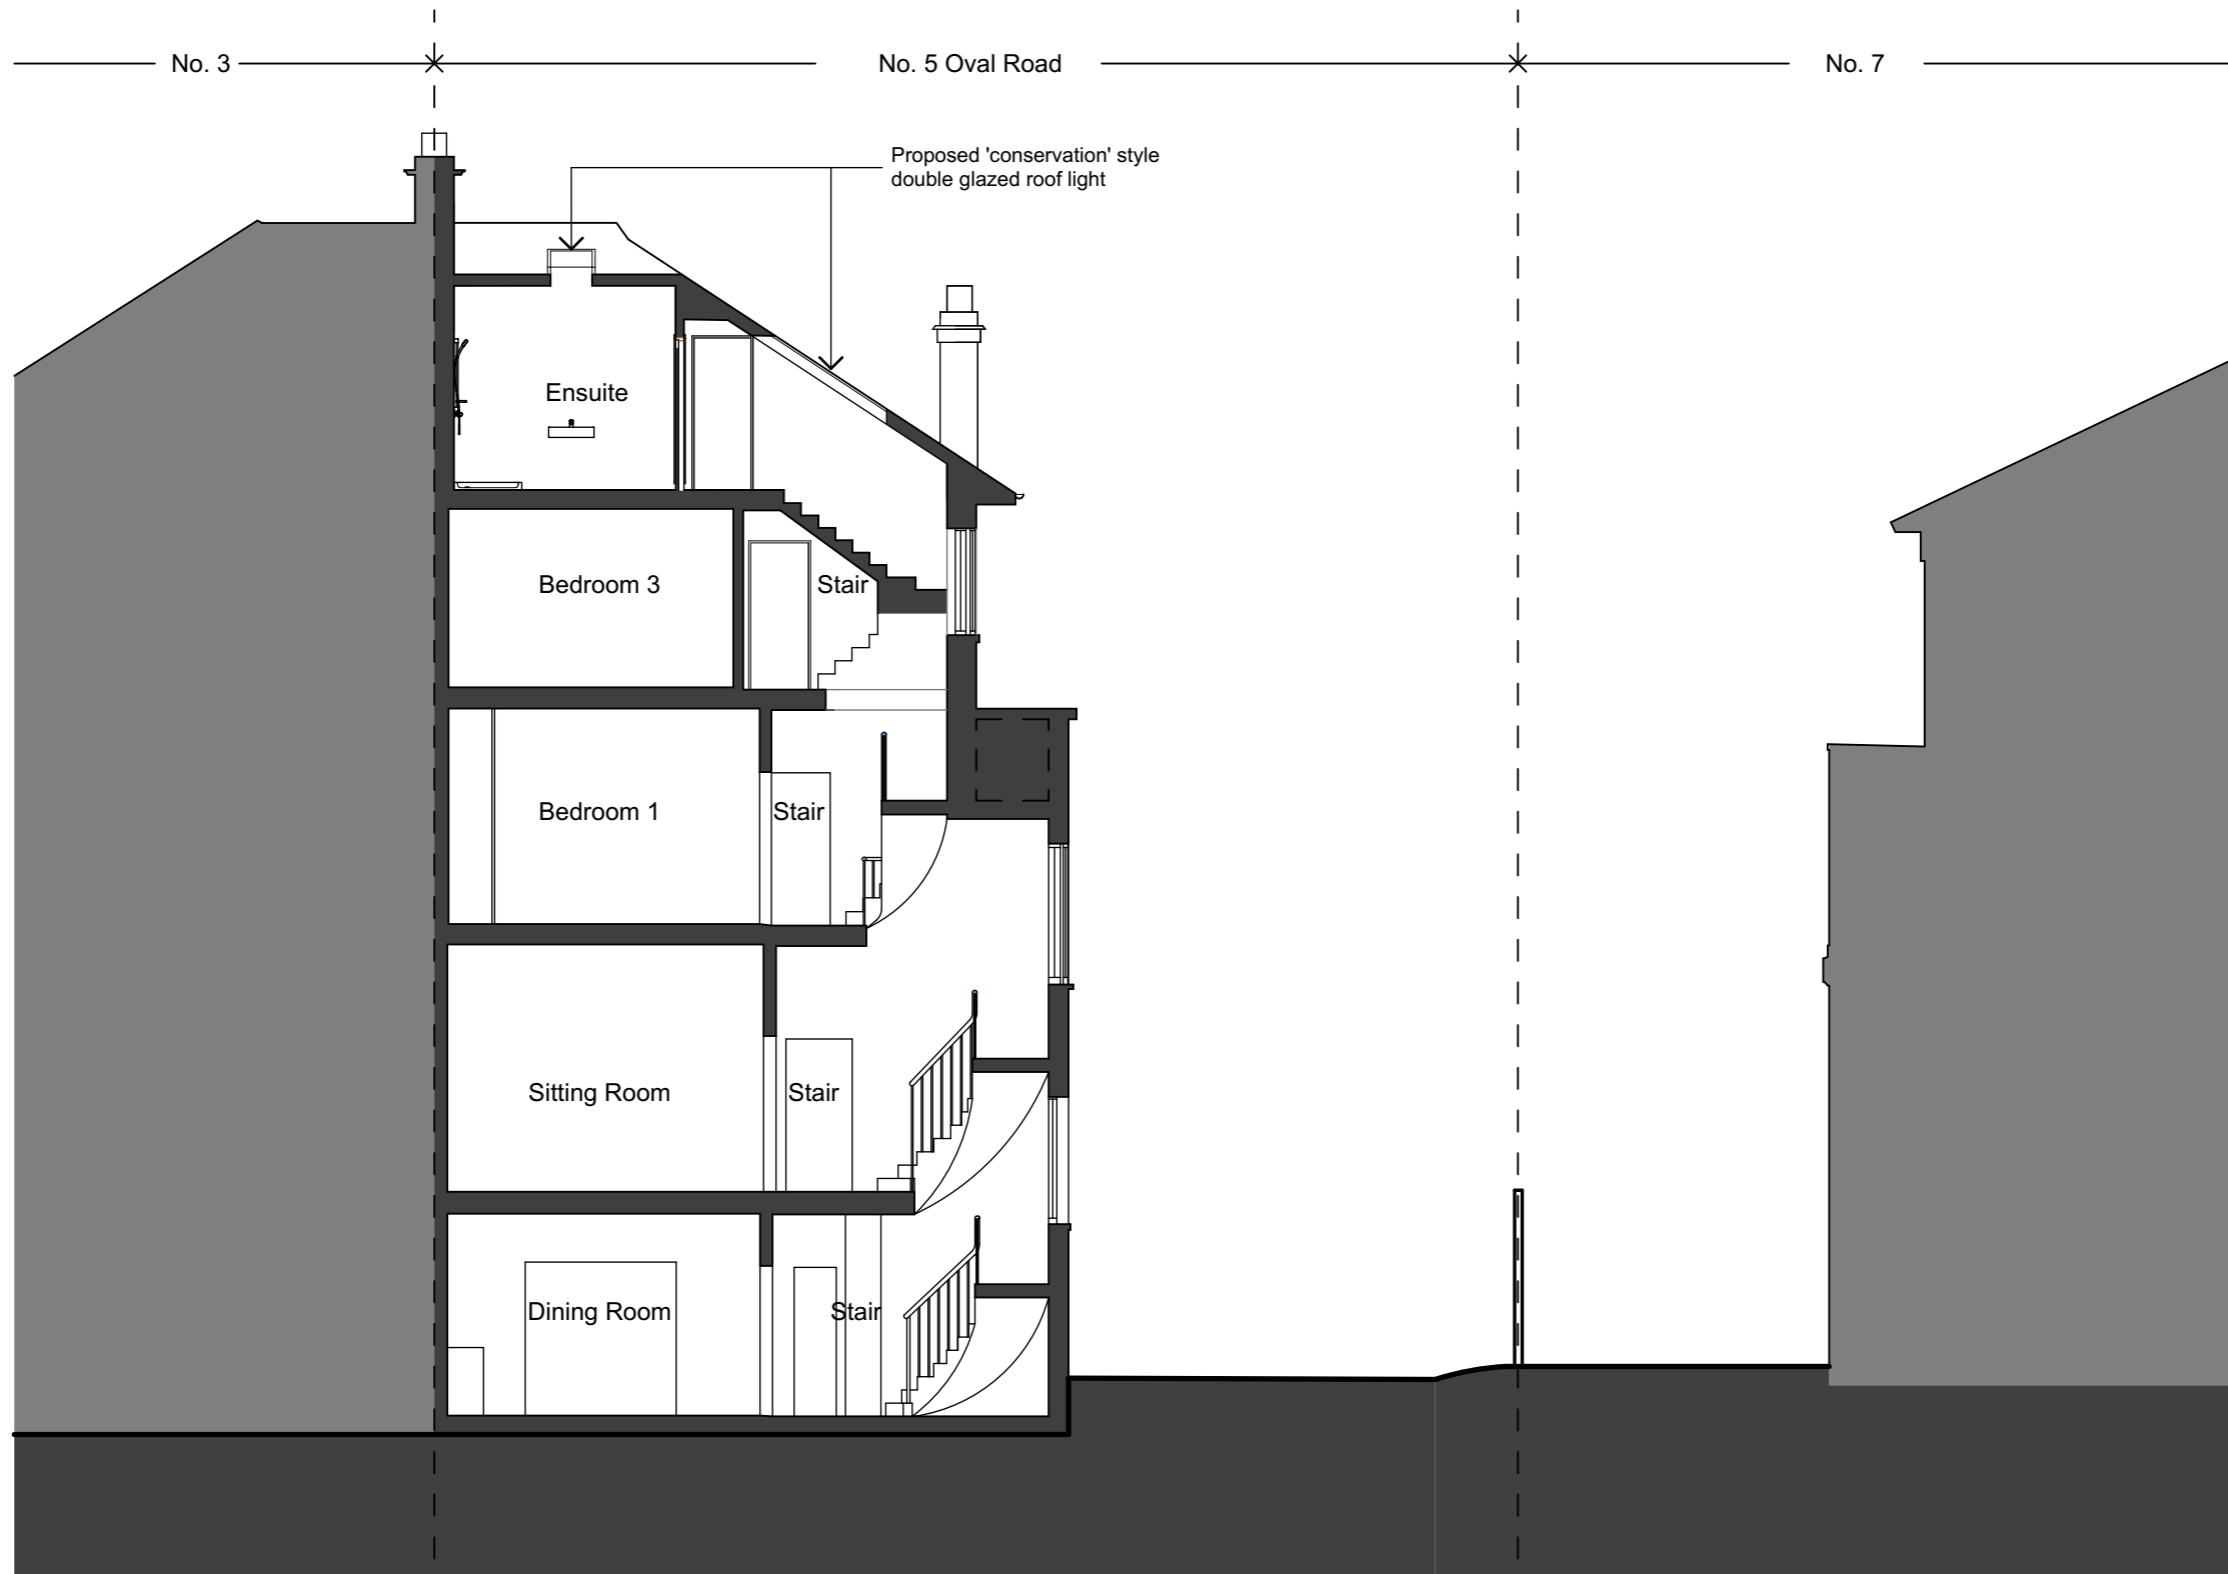 No. 3
No. 5 Oval Road
No. 7
Proposed 'conservation' style
double glazed roof light
Ensuite
Bedroom 3
Stair
Bedroom 1
Stair
Sitting Room
Stair
Dining Room
Stair